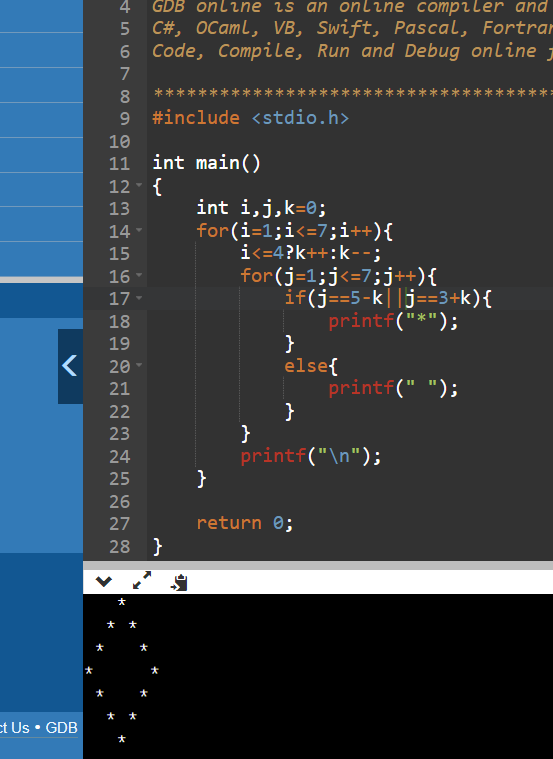 4 GDB online is an online compiler and
5 C#, OCaml, VB, Swift, Pascal, Fortran
6 Code, Compile, Run and Debug online
7
8 ************************************
9 #include <stdio.h>
10
11 int main()
12 {
13 int i,j,k=0;
14 for(i=1;i<=7;i++){
15 i<=4?k++:k--;
16 for(j=1;j<=7;j++){
17 if(j==5-k||j==3+k){
18 printf("*");
19 }
20 else{
21 printf(" ");
22 }
23 }
24 printf("\n");
25 }
26
27 return 0;
28 }
   *
  * *
 *   *
*     *
 *   *
  * *
   *
ct Us • GDB